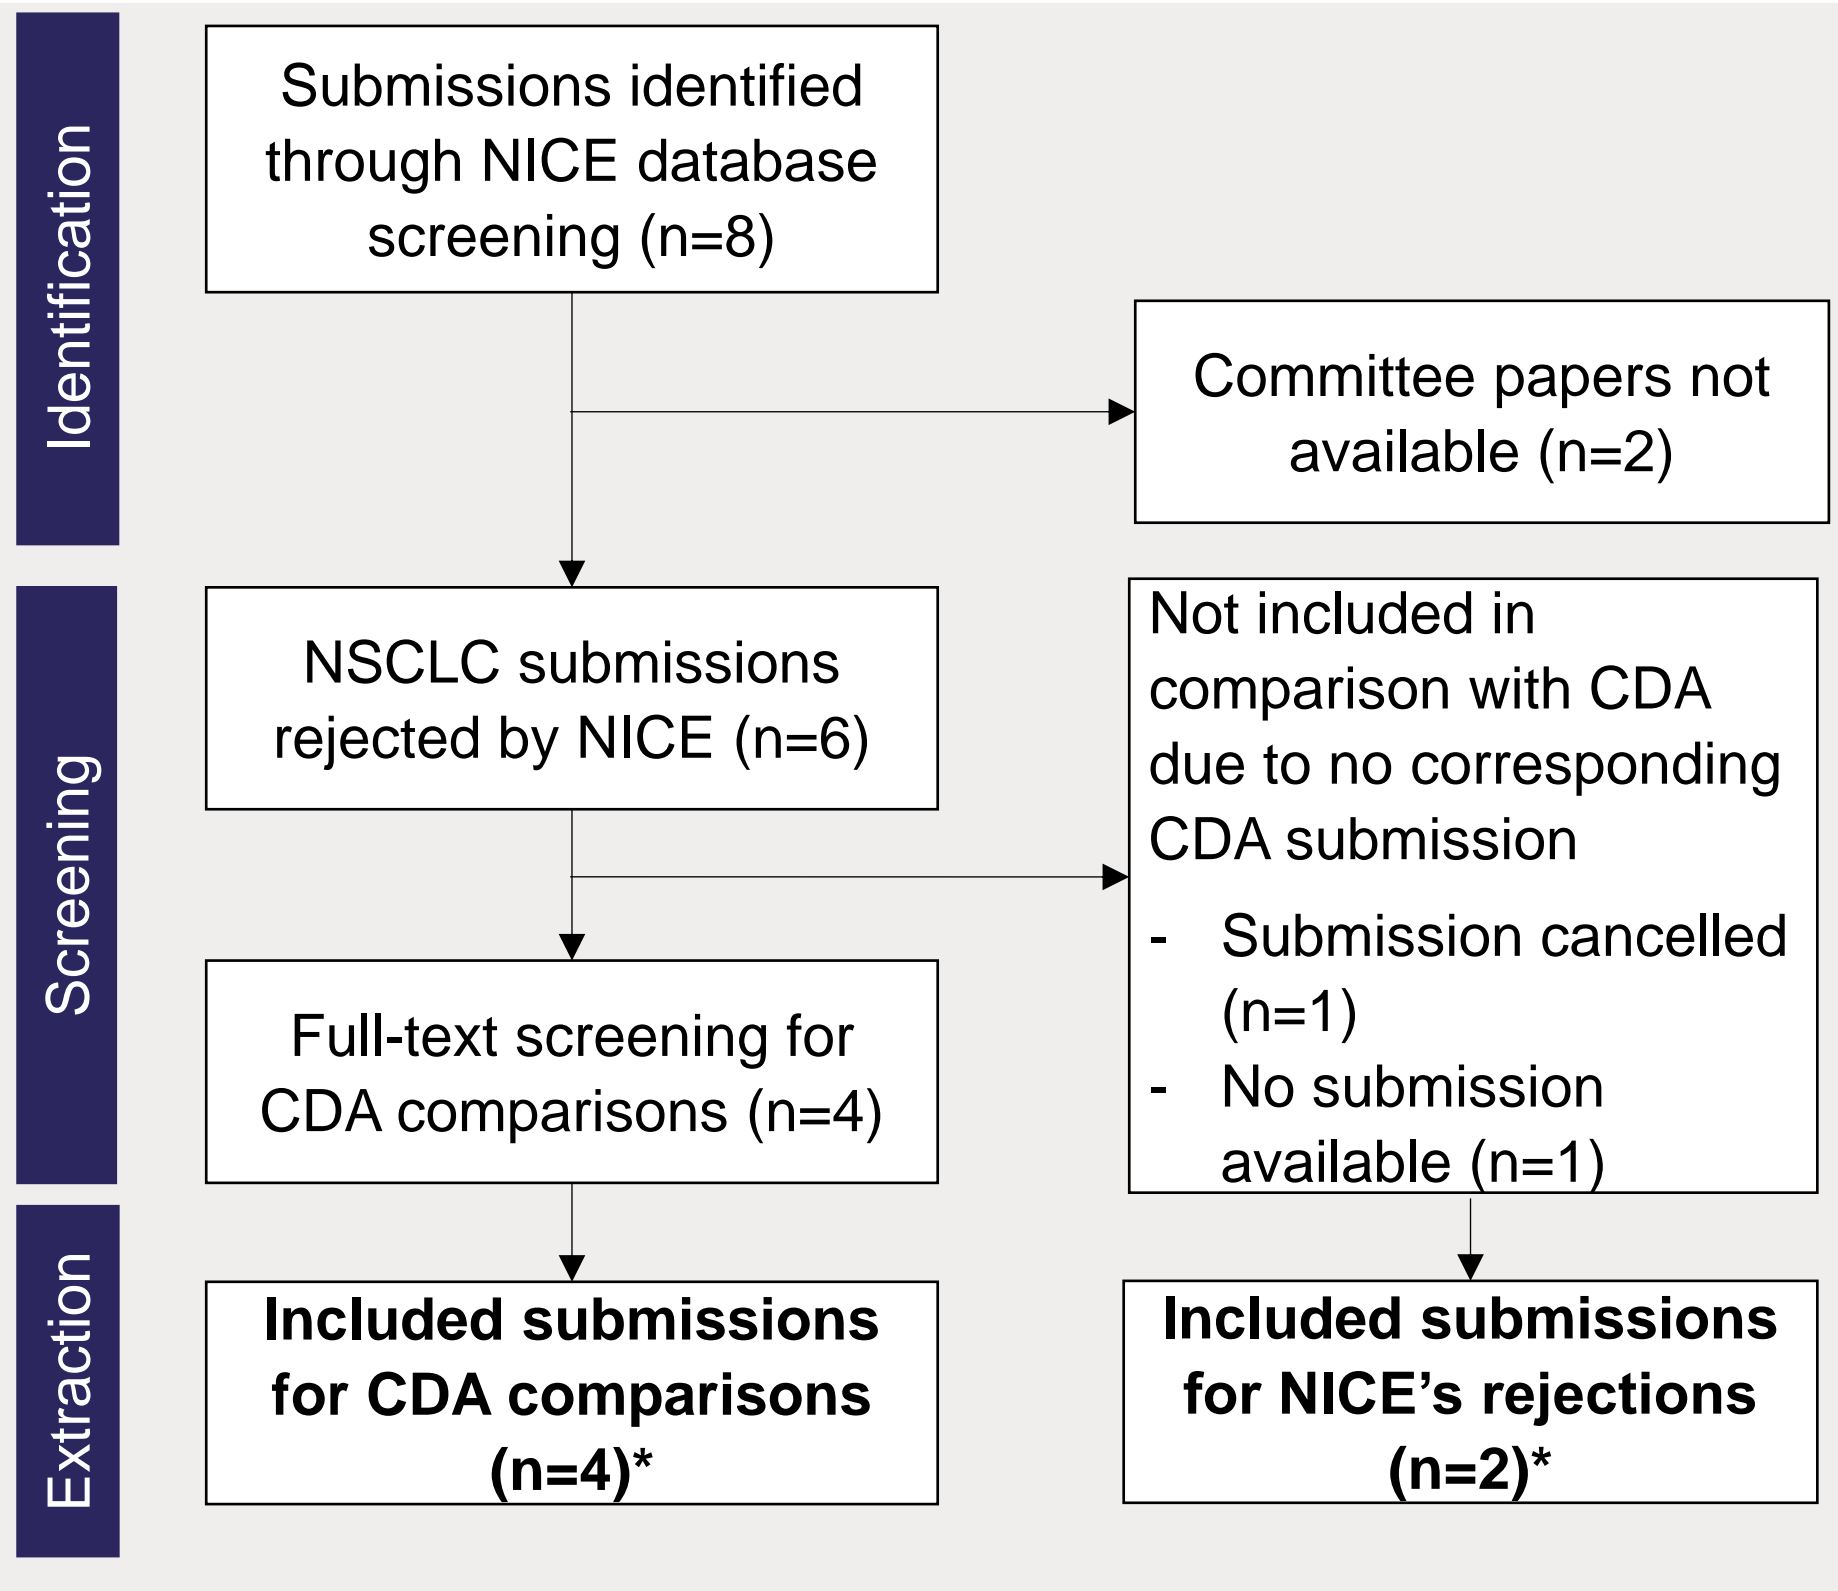 Identification
Submissions identified
through NICE database
screening (n=8)
Committee papers not
available (n=2)
Screening
NSCLC submissions
rejected by NICE (n=6)
Not included in
comparison with CDA
due to no corresponding
CDA submission
- Submission cancelled
(n=1)
- No submission
available (n=1)
Full-text screening for
CDA comparisons (n=4)
Extraction
Included submissions
for CDA comparisons
(n=4)*
Included submissions
for NICE’s rejections
(n=2)*